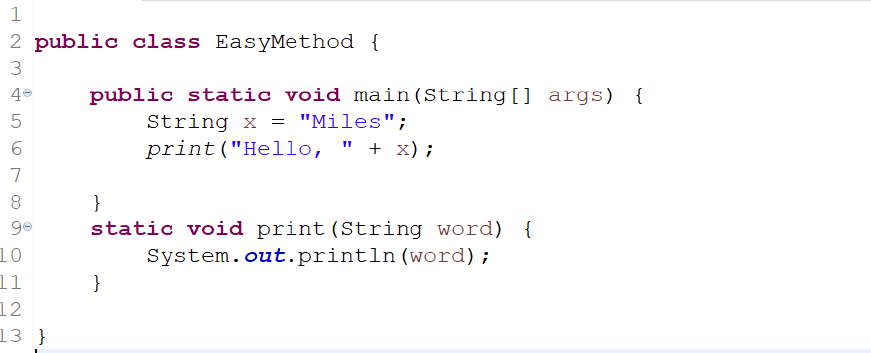 1
2 public class EasyMethod {
3
4 public static void main(String[] args) {
5 String x = "Miles";
6 print("Hello, " + x);
7
8 }
9 static void print(String word) {
10 System.out.println(word);
11 }
12
13 }